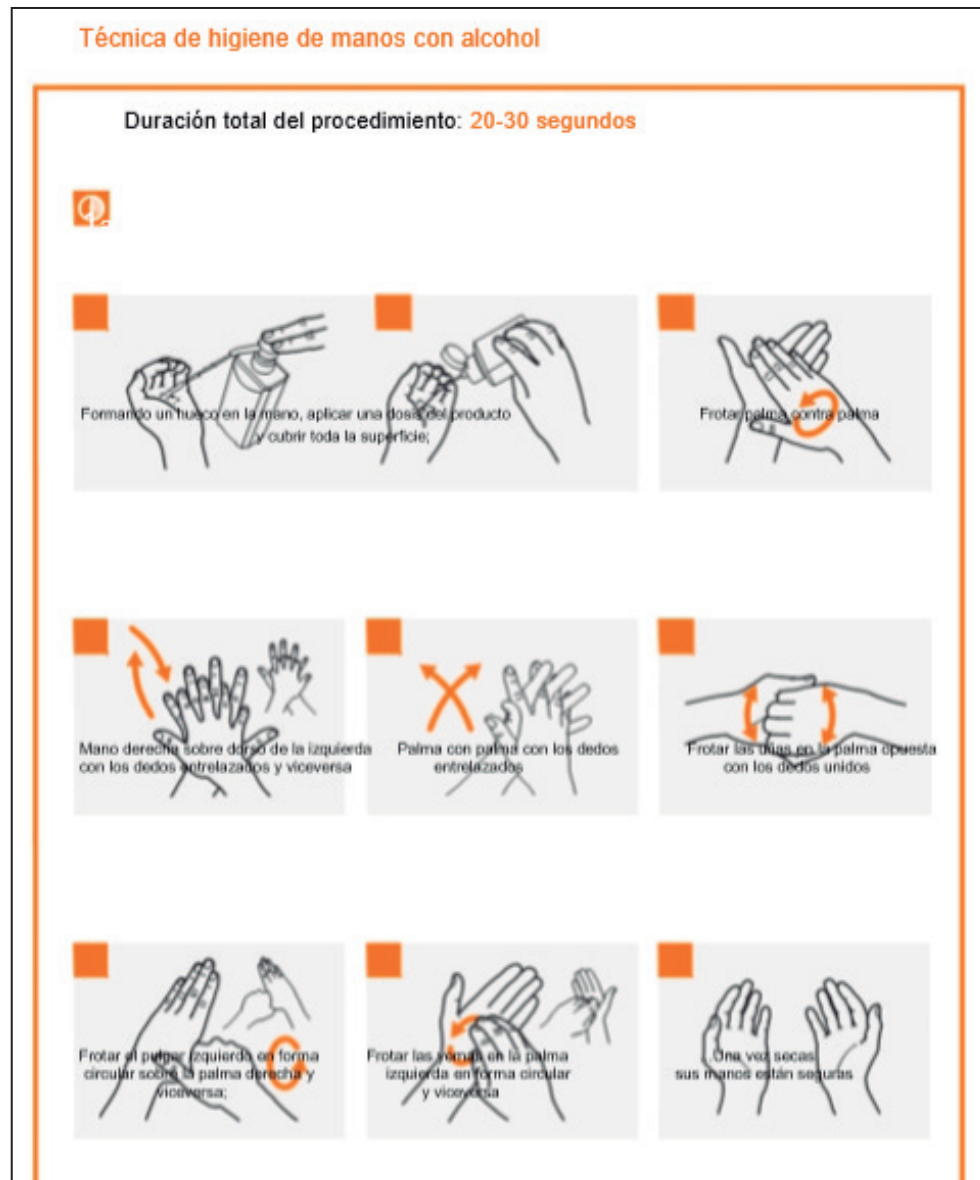 Técnica de higiene de manos con alcohol
Duración total del procedimiento: 20-30 segundos
Formando un hueco en la mano, aplicar una dosis del producto
y cubrir toda la superficie;
Frotar palma contra palma
Mano derecha sobre dorso de la izquierda
con los dedos entrelazados y viceversa
Palma con palma con los dedos
entrelazados
Frotar las uñas en la palma opuesta
con los dedos unidos
Frotar el pulgar izquierdo en forma
circular sobre la palma derecha y
viceversa;
Frotar las yemas en la palma
izquierda en forma circular
y viceversa
Una vez secas
sus manos están seguras